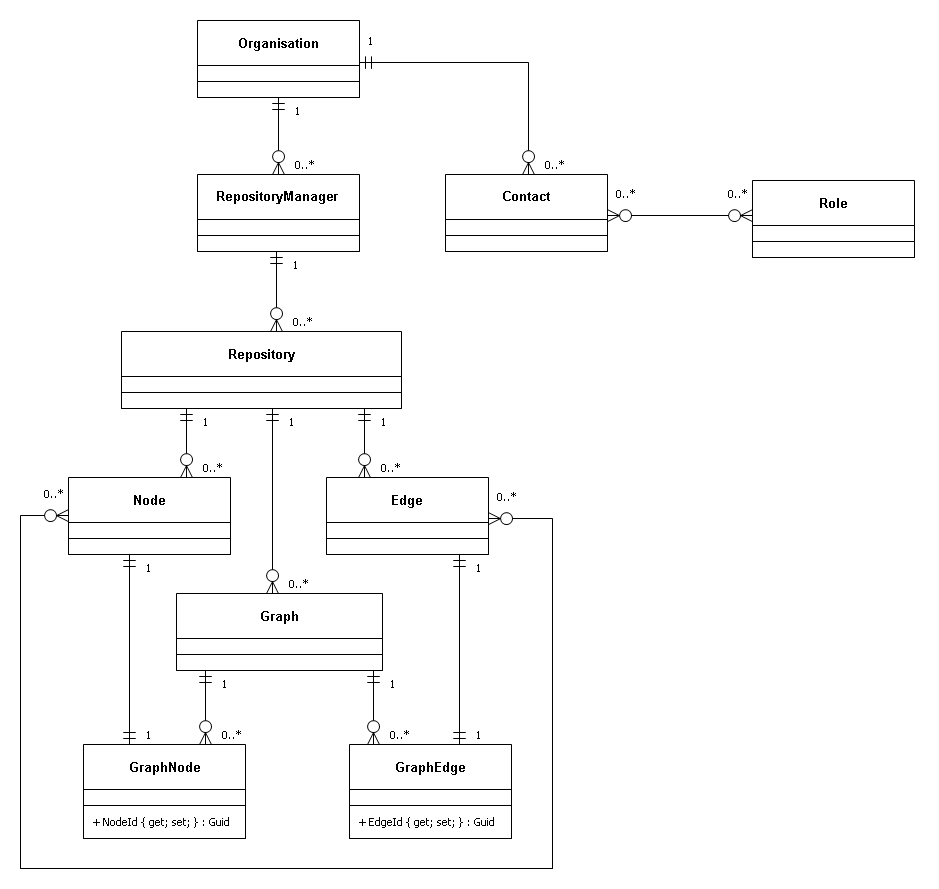 Organisation
1
1
0..*
0..*
RepositoryManager
Contact
0..*
0..*
Role
1
0..*
Repository
1
1
1
0..*
0..*
0..*
Node
Edge
0..*
1
1
0..*
Graph
1
1
1
0..*
0..*
1
GraphNode
GraphEdge
+ NodeId { get; set; } : Guid
+ EdgeId { get; set; } : Guid